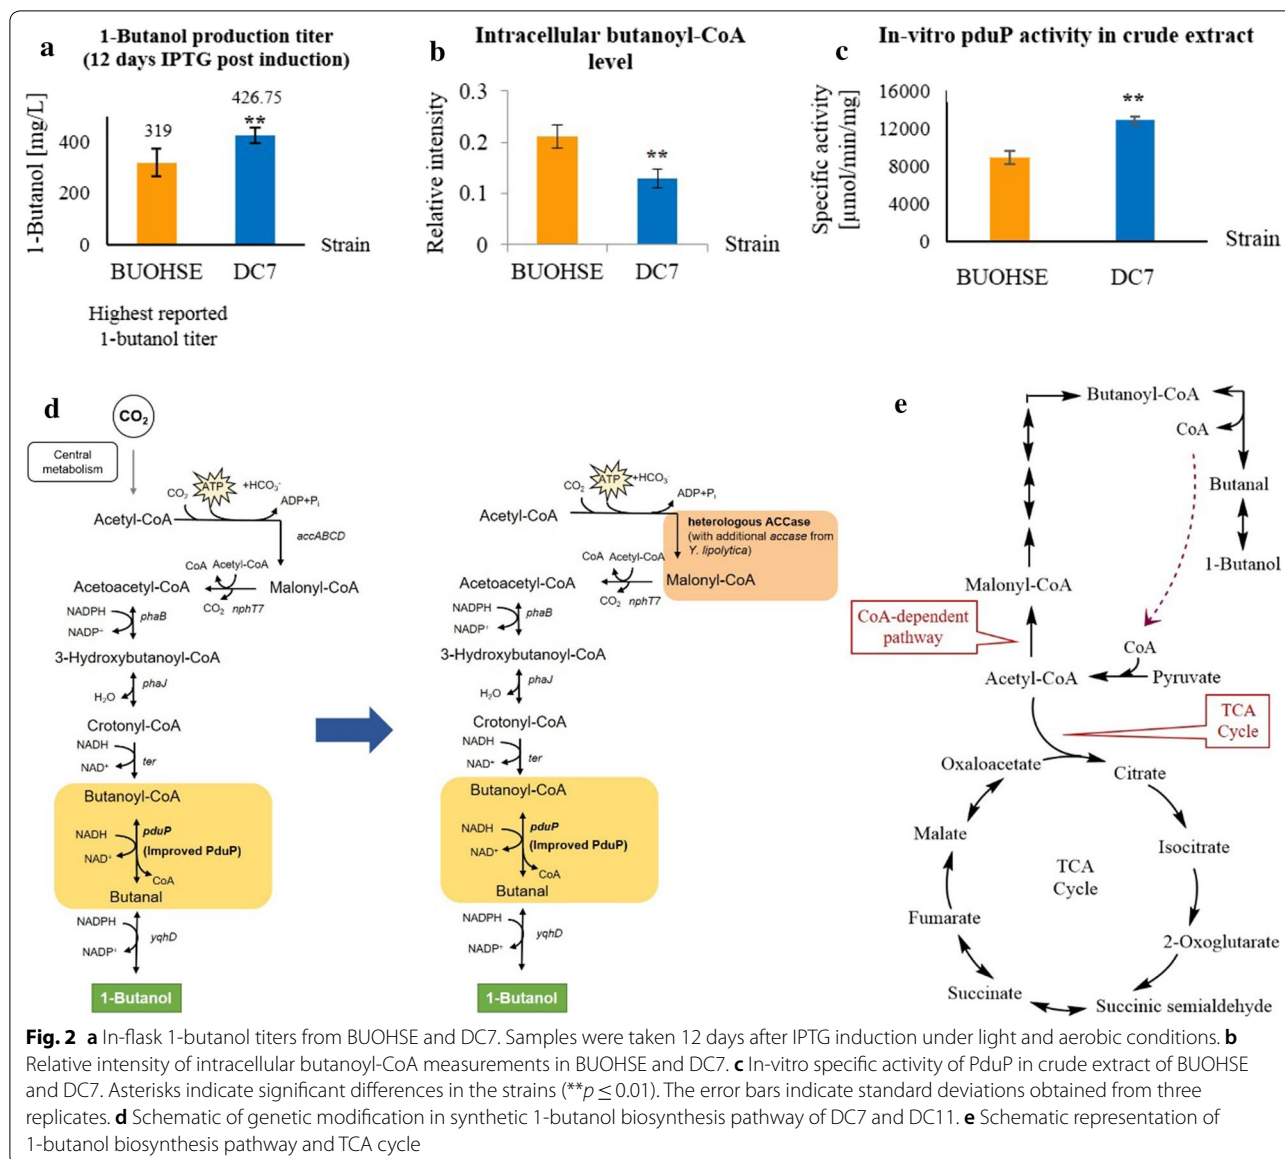 a
1-Butanol production titer
(12 days IPTG post induction)
1-Butanol [mg/L]
400
200
0
319
426.75
**
BUOHSE
DC7
Strain
Highest reported
1-butanol titer
b
Intracellular butanoyl-CoA
level
Relative intensity
0.3
0.2
0.1
0
**
BUOHSE
DC7
Strain
c
In-vitro pduP activity in crude extract
Specific activity
[µmol/min/mg]
16000
12000
8000
4000
0
**
BUOHSE
DC7
Strain
d
CO₂
Central
metabolism
CO₂
ATP
+HCO₃⁻
ADP+Pᵢ
Acetyl-CoA
accABCD
CoA
Acetyl-CoA
Acetoacetyl-CoA
Malonyl-CoA
CO₂
nphT7
NADPH
phaB
NADP⁺
3-Hydroxybutanoyl-CoA
phaJ
H₂O
Crotonyl-CoA
NADH
ter
NAD⁺
Butanoyl-CoA
NADH
pduP
(Improved PduP)
NAD⁺
CoA
Butanal
NADPH
yqhD
NADP⁺
1-Butanol
CO₂
ATP
+HCO₃
ADP+Pᵢ
Acetyl-CoA
heterologous ACCase
(with additional accase from
Y. lipolytica)
CoA
Acetyl-CoA
Acetoacetyl-CoA
Malonyl-CoA
CO₂
nphT7
NADPH
phaB
NADP⁺
3-Hydroxybutanoyl-CoA
phaJ
H₂O
Crotonyl-CoA
NADH
ter
NAD⁺
Butanoyl-CoA
NADH
pduP
(Improved PduP)
NAD⁺
CoA
Butanal
NADPH
yqhD
NADP⁺
1-Butanol
e
Butanoyl-CoA
CoA
Butanal
1-Butanol
Malonyl-CoA
CoA-dependent
pathway
CoA
Acetyl-CoA
Pyruvate
TCA
Cycle
Oxaloacetate
Citrate
Malate
Isocitrate
TCA
Cycle
Fumarate
2-Oxoglutarate
Succinate
Succinic semialdehyde
Fig. 2 a In-flask 1-butanol titers from BUOHSE and DC7. Samples were taken 12 days after IPTG induction under light and aerobic conditions. b
Relative intensity of intracellular butanoyl-CoA measurements in BUOHSE and DC7. c In-vitro specific activity of PduP in crude extract of BUOHSE
and DC7. Asterisks indicate significant differences in the strains (**p ≤ 0.01). The error bars indicate standard deviations obtained from three
replicates. d Schematic of genetic modification in synthetic 1-butanol biosynthesis pathway of DC7 and DC11. e Schematic representation of
1-butanol biosynthesis pathway and TCA cycle